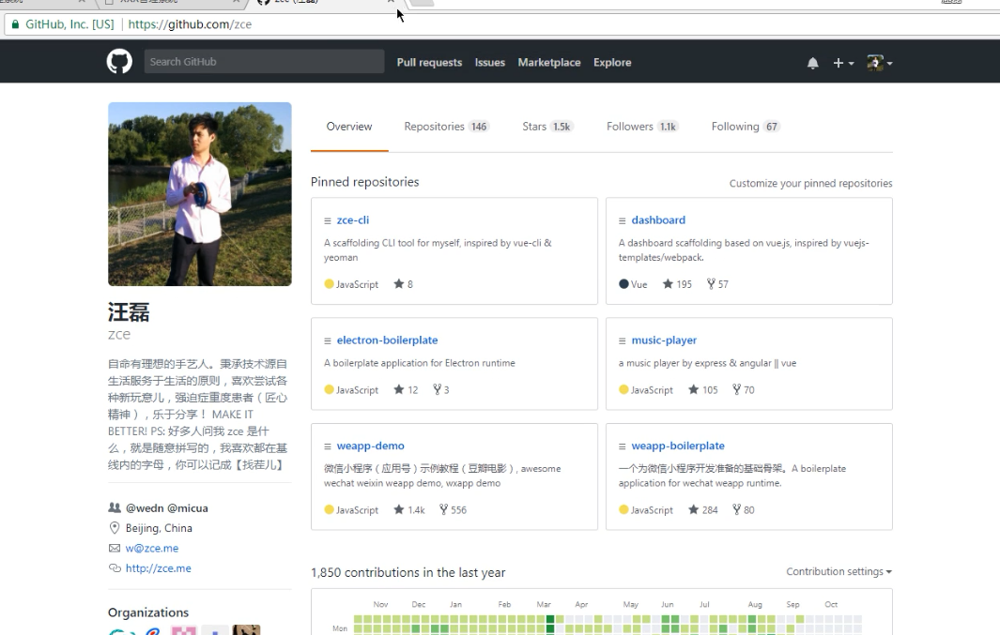 GitHub, Inc. [US] | https://github.com/zce
Search GitHub
Pull requests Issues Marketplace Explore
Overview Repositories 146 Stars 1.5k Followers 1.1k Following 67
Pinned repositories
Customize your pinned repositories
zce-cli
A scaffolding CLI tool for myself, inspired by vue-cli &
yeoman
JavaScript 8
dashboard
A dashboard scaffolding based on vue.js, inspired by vuejs-
templates/webpack.
Vue 195 57
electron-boilerplate
A boilerplate application for Electron runtime
JavaScript 12 3
music-player
a music player by express & angular || vue
JavaScript 105 70
weapp-demo
微信小程序（应用号）示例教程（豆瓣电影）, awesome
wechat weixin weapp demo, wxapp demo
JavaScript 1.4k 556
weapp-boilerplate
一个为微信小程序开发准备的基础骨架。A boilerplate
application for wechat weapp runtime.
JavaScript 284 80
汪磊
zce
自命有理想的手艺人。秉承技术源自
生活服务于生活的原则，喜欢尝试各
种新玩意儿，强迫症重度患者（匠心
精神），乐于分享！ MAKE IT
BETTER! PS: 好多人问我 zce 是什
么，就是随意拼写的，我喜欢都在基
线内的字母，你可以记成【找茬儿】
@wedn @micua
Beijing, China
w@zce.me
http://zce.me
Organizations
1,850 contributions in the last year
Contribution settings
Nov Dec Jan Feb Mar Apr May Jun Jul Aug Sep Oct
Mon